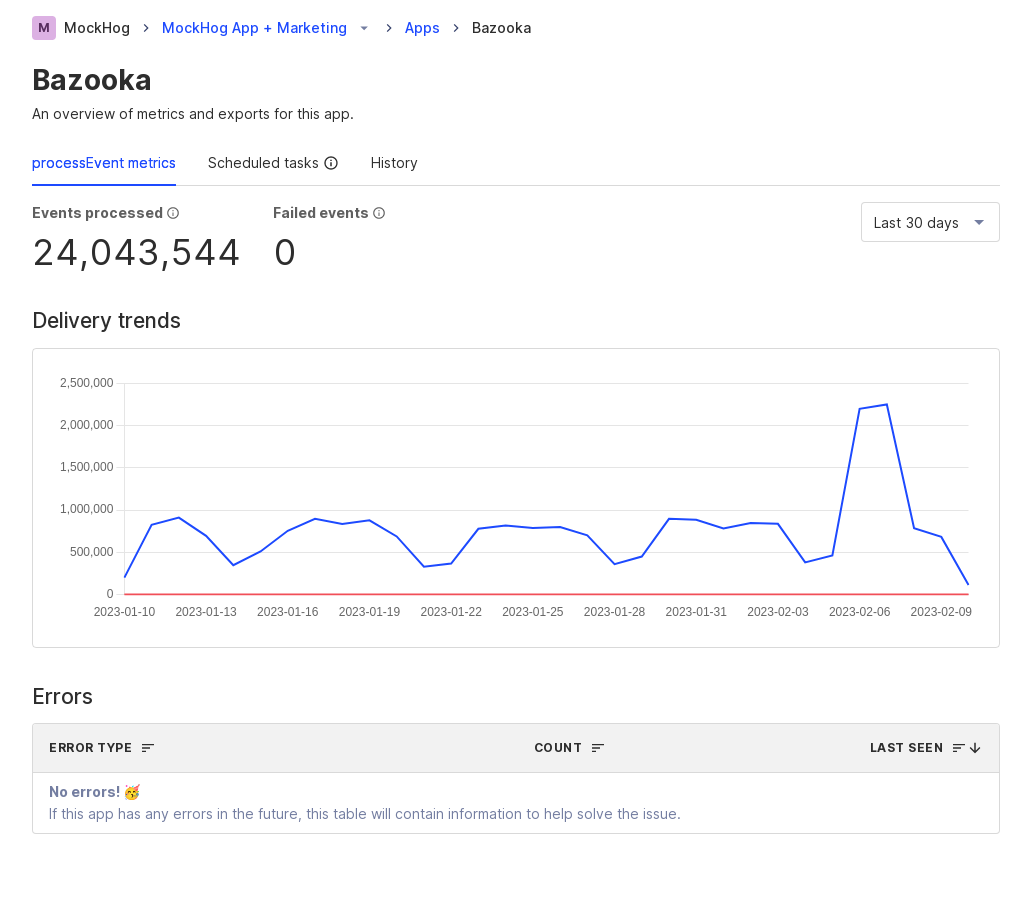 M MockHog MockHog App + Marketing Apps Bazooka
Bazooka
An overview of metrics and exports for this app.
processEvent metrics Scheduled tasks History
Events processed Failed events
24,043,544 0
Last 30 days
Delivery trends
2,500,000
2,000,000
1,500,000
1,000,000
500,000
0
2023-01-10 2023-01-13 2023-01-16 2023-01-19 2023-01-22 2023-01-25 2023-01-28 2023-01-31 2023-02-03 2023-02-06 2023-02-09
Errors
ERROR TYPE COUNT LAST SEEN
No errors! 🥳
If this app has any errors in the future, this table will contain information to help solve the issue.